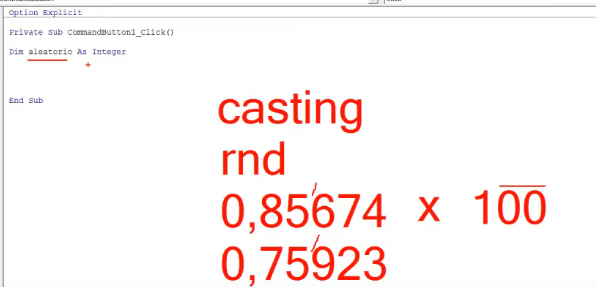 Option Explicit
Private Sub CommandButton1_Click()
Dim aleatorio As Integer
End Sub
casting
rnd
0,85674 x 100
0,75923